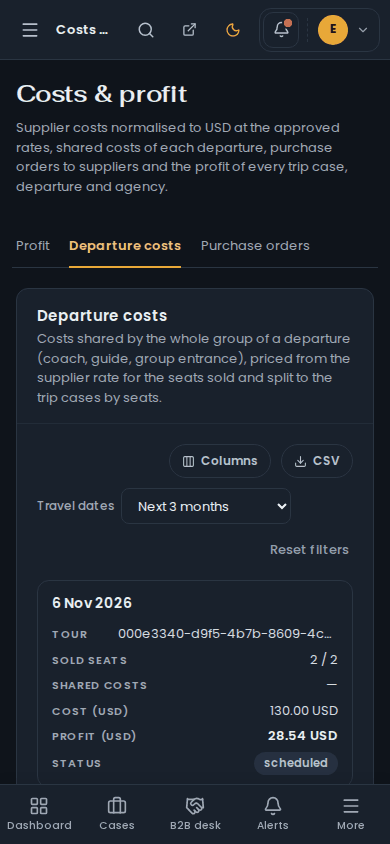 Costs ...
E
Costs & profit
Supplier costs normalised to USD at the approved
rates, shared costs of each departure, purchase
orders to suppliers and the profit of every trip case,
departure and agency.
Profit
Departure costs
Purchase orders
Departure costs
Costs shared by the whole group of a departure
(coach, guide, group entrance), priced from the
supplier rate for the seats sold and split to the
trip cases by seats.
Columns
CSV
Travel dates
Next 3 months
Reset filters
6 Nov 2026
TOUR 000e3340-d9f5-4b7b-8609-4c...
SOLD SEATS 2 / 2
SHARED COSTS —
COST (USD) 130.00 USD
PROFIT (USD) 28.54 USD
STATUS scheduled
Dashboard
Cases
B2B desk
Alerts
More